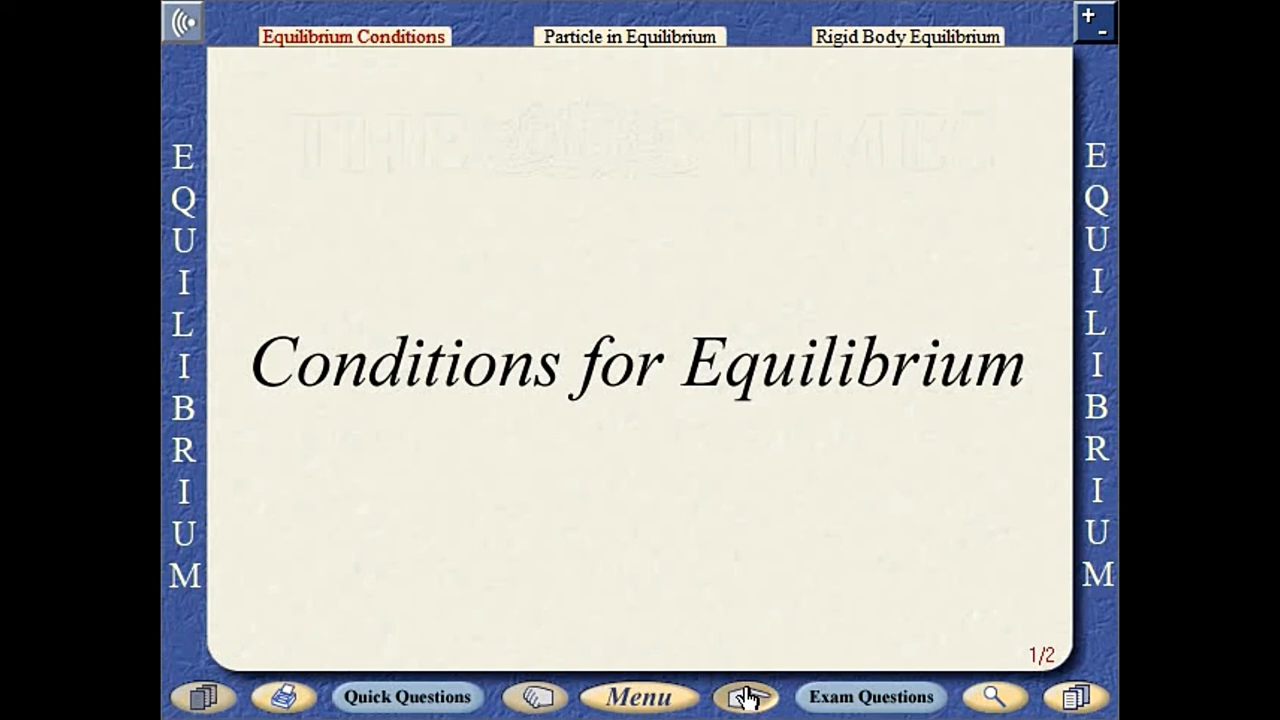 Equilibrium Conditions
Particle in Equilibrium
Rigid Body Equilibrium
+
-
EQUILIBRIUM
Conditions for Equilibrium
EQUILIBRIUM
1/2
Quick Questions
Menu
Exam Questions